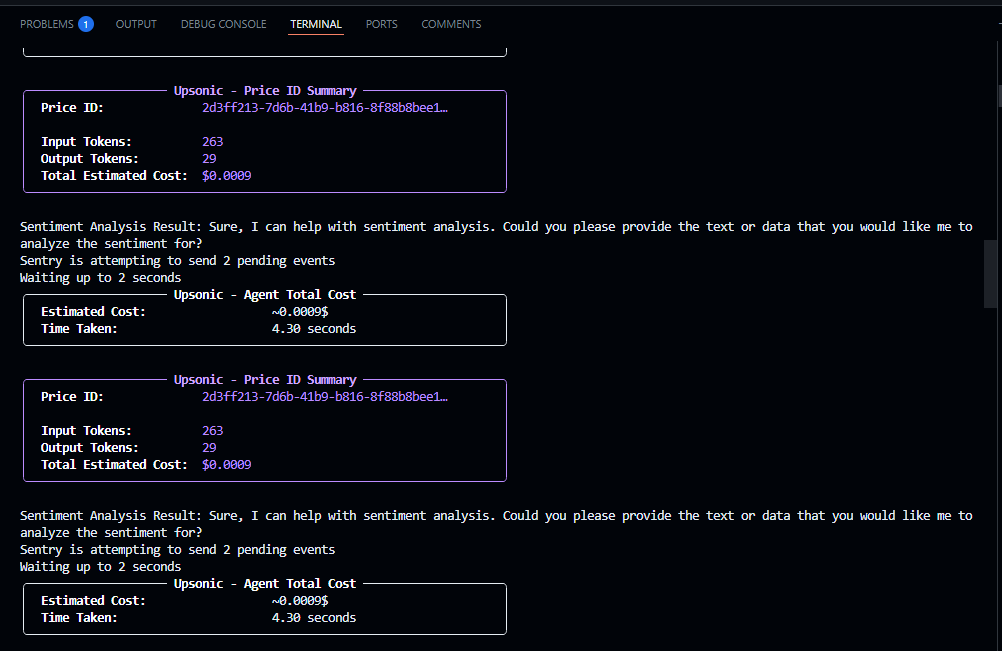 PROBLEMS 1 OUTPUT DEBUG CONSOLE TERMINAL PORTS COMMENTS
Upsonic - Price ID Summary
Price ID: 2d3ff213-7d6b-41b9-b816-8f88b8bee1…
Input Tokens: 263
Output Tokens: 29
Total Estimated Cost: $0.0009
Sentiment Analysis Result: Sure, I can help with sentiment analysis. Could you please provide the text or data that you would like me to
analyze the sentiment for?
Sentry is attempting to send 2 pending events
Waiting up to 2 seconds
Upsonic - Agent Total Cost
Estimated Cost: ~0.0009$
Time Taken: 4.30 seconds
Upsonic - Price ID Summary
Price ID: 2d3ff213-7d6b-41b9-b816-8f88b8bee1…
Input Tokens: 263
Output Tokens: 29
Total Estimated Cost: $0.0009
Sentiment Analysis Result: Sure, I can help with sentiment analysis. Could you please provide the text or data that you would like me to
analyze the sentiment for?
Sentry is attempting to send 2 pending events
Waiting up to 2 seconds
Upsonic - Agent Total Cost
Estimated Cost: ~0.0009$
Time Taken: 4.30 seconds